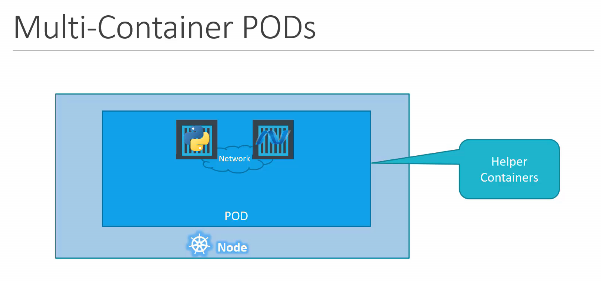 Multi-Container PODs
Network
Helper
Containers
POD
Node